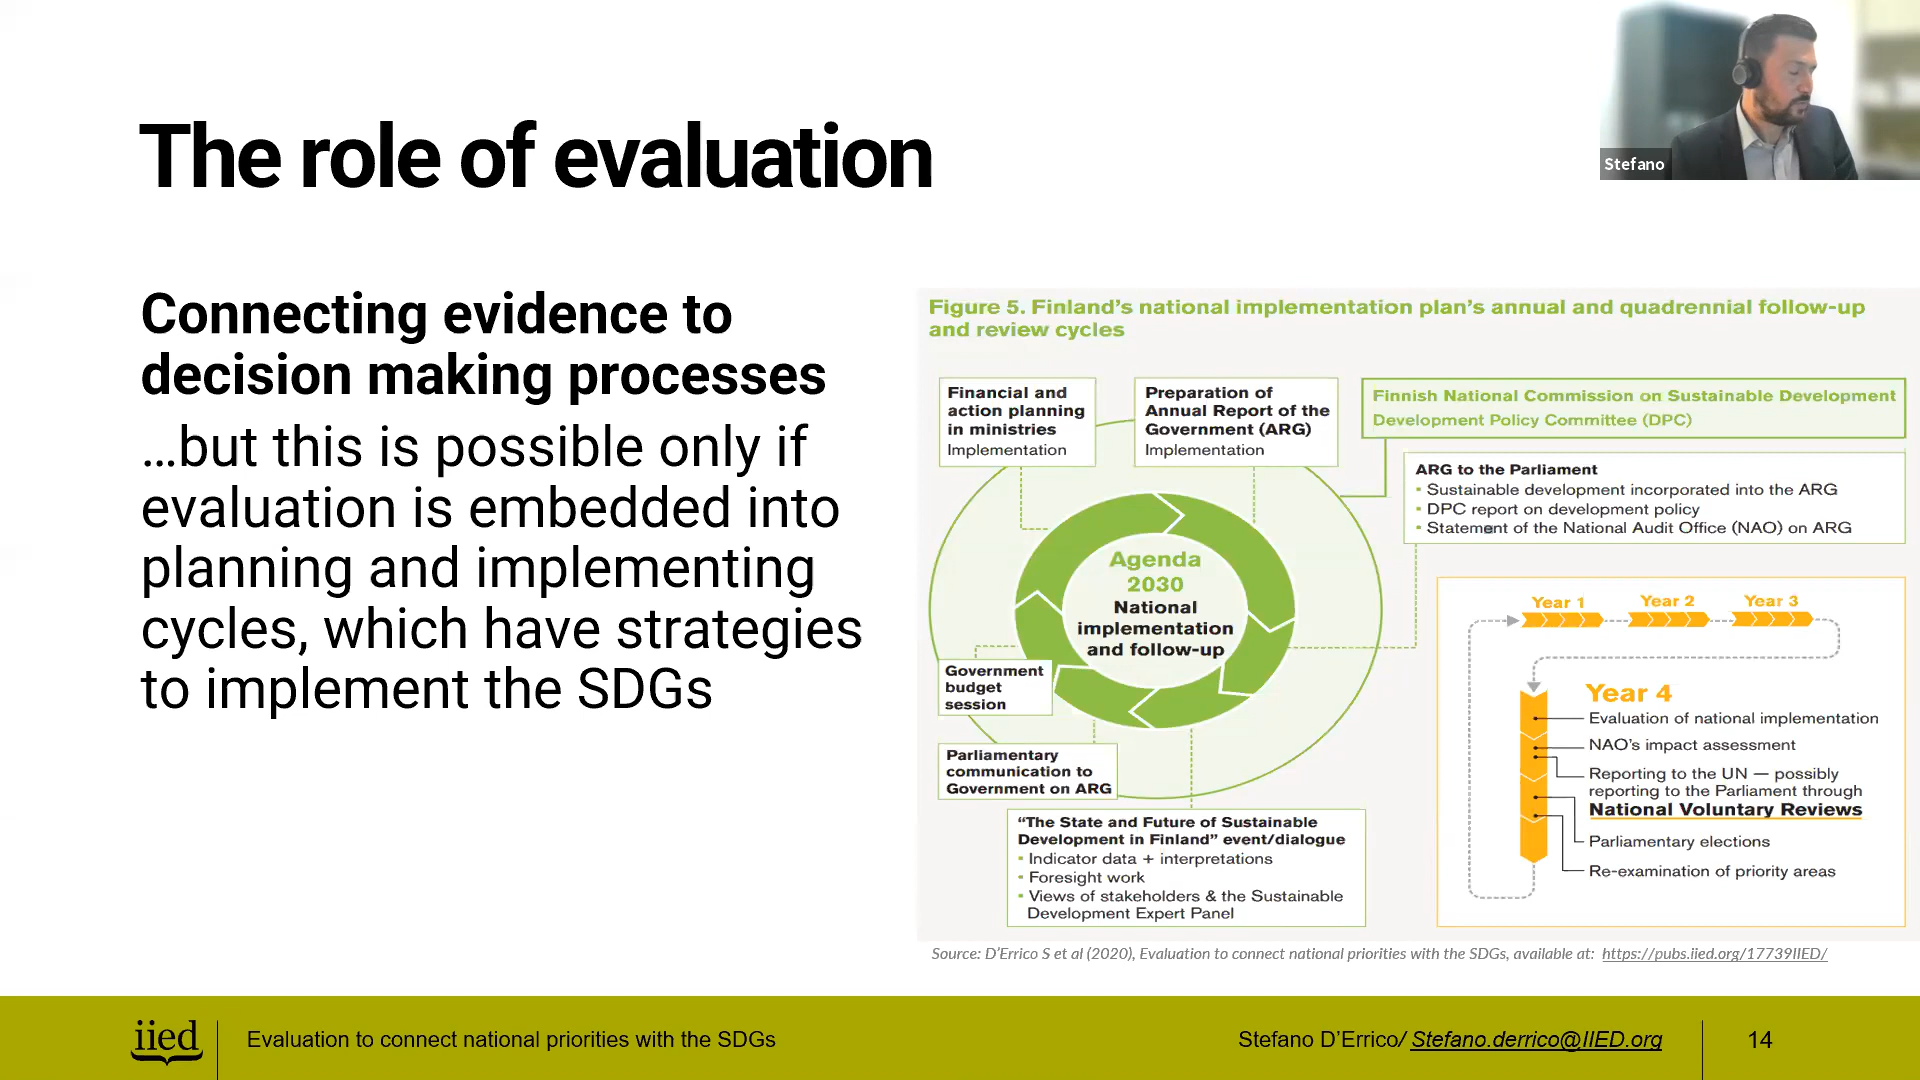 Stefano
The role of evaluation
Connecting evidence to
decision making processes
...but this is possible only if
evaluation is embedded into
planning and implementing
cycles, which have strategies
to implement the SDGs
Figure 5. Finland's national implementation plan's annual and quadrennial follow-up
and review cycles
Financial and
action planning
in ministries
Implementation
Preparation of
Annual Report of the
Government (ARG)
Implementation
Finnish National Commission on Sustainable Development
Development Policy Committee (DPC)
ARG to the Parliament
▪ Sustainable development incorporated into the ARG
▪ DPC report on development policy
▪ Statement of the National Audit Office (NAO) on ARG
Agenda
2030
National
implementation
and follow-up
Government
budget
session
Parliamentary
communication to
Government on ARG
“The State and Future of Sustainable
Development in Finland” event/dialogue
▪ Indicator data + interpretations
▪ Foresight work
▪ Views of stakeholders & the Sustainable
Development Expert Panel
Year 1
Year 2
Year 3
Year 4
Evaluation of national implementation
NAO's impact assessment
Reporting to the UN — possibly
reporting to the Parliament through
National Voluntary Reviews
Parliamentary elections
Re-examination of priority areas
Source: D'Errico S et al (2020), Evaluation to connect national priorities with the SDGs, available at: https://pubs.iied.org/17739IIED/
iied
Evaluation to connect national priorities with the SDGs
Stefano D'Errico/ Stefano.derrico@IIED.org
14